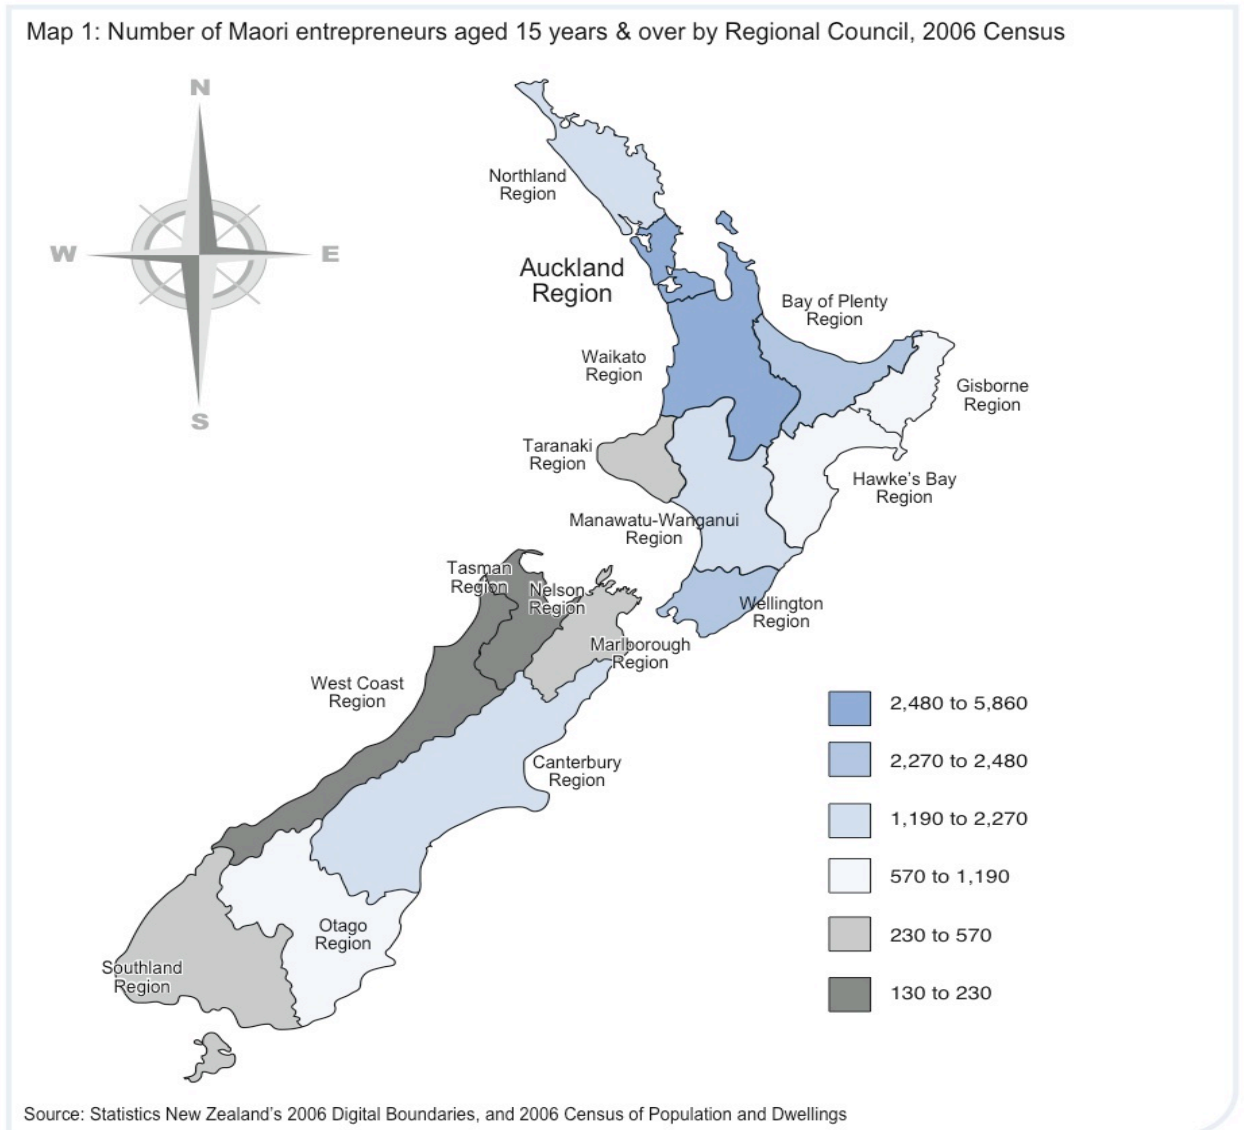 Map 1: Number of Maori entrepreneurs aged 15 years & over by Regional Council, 2006 Census
N
W
E
S
Northland
Region
Auckland
Region
Bay of Plenty
Region
Waikato
Region
Gisborne
Region
Taranaki
Region
Hawke's Bay
Region
Manawatu-Wanganui
Region
Tasman
Region
Nelson
Region
Wellington
Region
Marlborough
Region
West Coast
Region
Canterbury
Region
Otago
Region
Southland
Region
2,480 to 5,860
2,270 to 2,480
1,190 to 2,270
570 to 1,190
230 to 570
130 to 230
Source: Statistics New Zealand's 2006 Digital Boundaries, and 2006 Census of Population and Dwellings